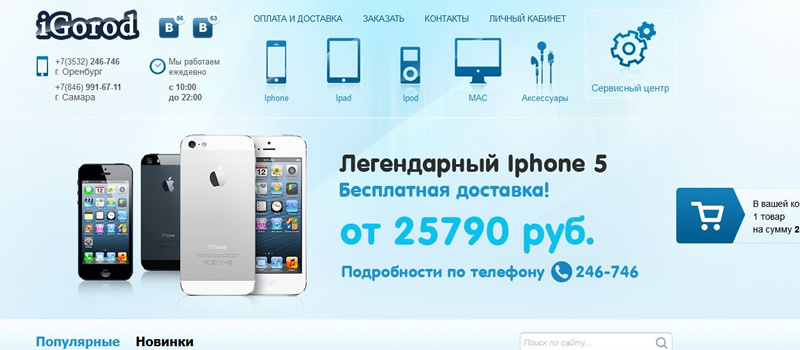 iGorod
В 56
В 63
ОПЛАТА И ДОСТАВКА ЗАКАЗАТЬ КОНТАКТЫ ЛИЧНЫЙ КАБИНЕТ
+7(3532) 246-746
г. Оренбург
+7(846) 991-67-11
г. Самара
Мы работаем
ежедевно
с 10:00
до 22:00
Iphone Ipad Ipod MAC Аксессуары
Сервисный центр
Легендарный Iphone 5
Бесплатная доставка!
от 25790 руб.
Подробности по телефону 246-746
iPhone
В вашей ко
1 товар
на сумму 2
Популярные Новинки
Поиск по сайту...